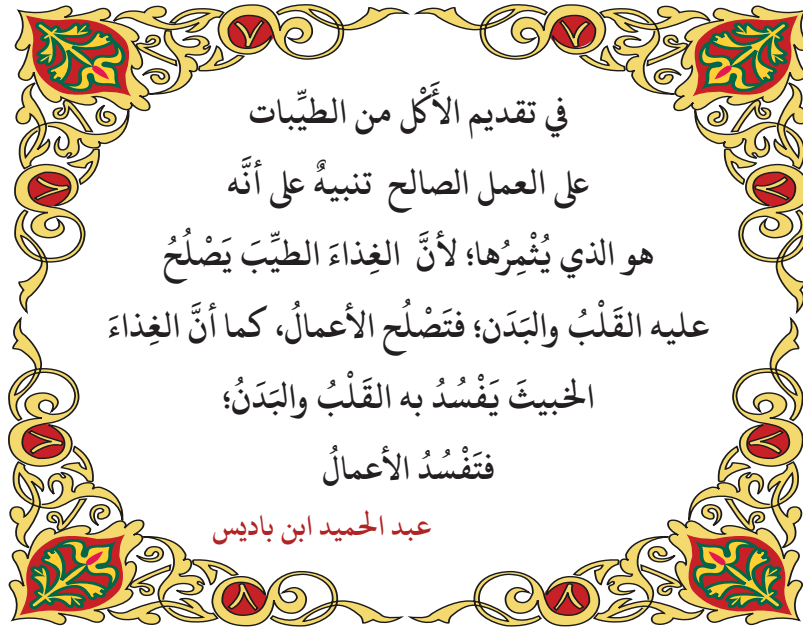 في تقديم الأَكْل من الطيِّبات
على العمل الصالح تنبيهٌ على أنَّه
هو الذي يُثْمِرُها؛ لأنَّ الغِذاءَ الطيِّبَ يَصْلُحُ
عليه القَلْبُ والبَدَن؛ فتَصْلُح الأعمالُ، كما أنَّ الغِذاءَ
الخبيثَ يَفْسُدُ به القَلْبُ والبَدَنُ؛
فتَفْسُدُ الأعمالُ
عبد الحميد ابن باديس